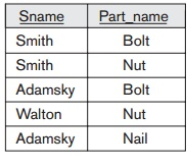 Sname Part_name
Smith Bolt
Smith Nut
Adamsky Bolt
Walton Nut
Adamsky Nail